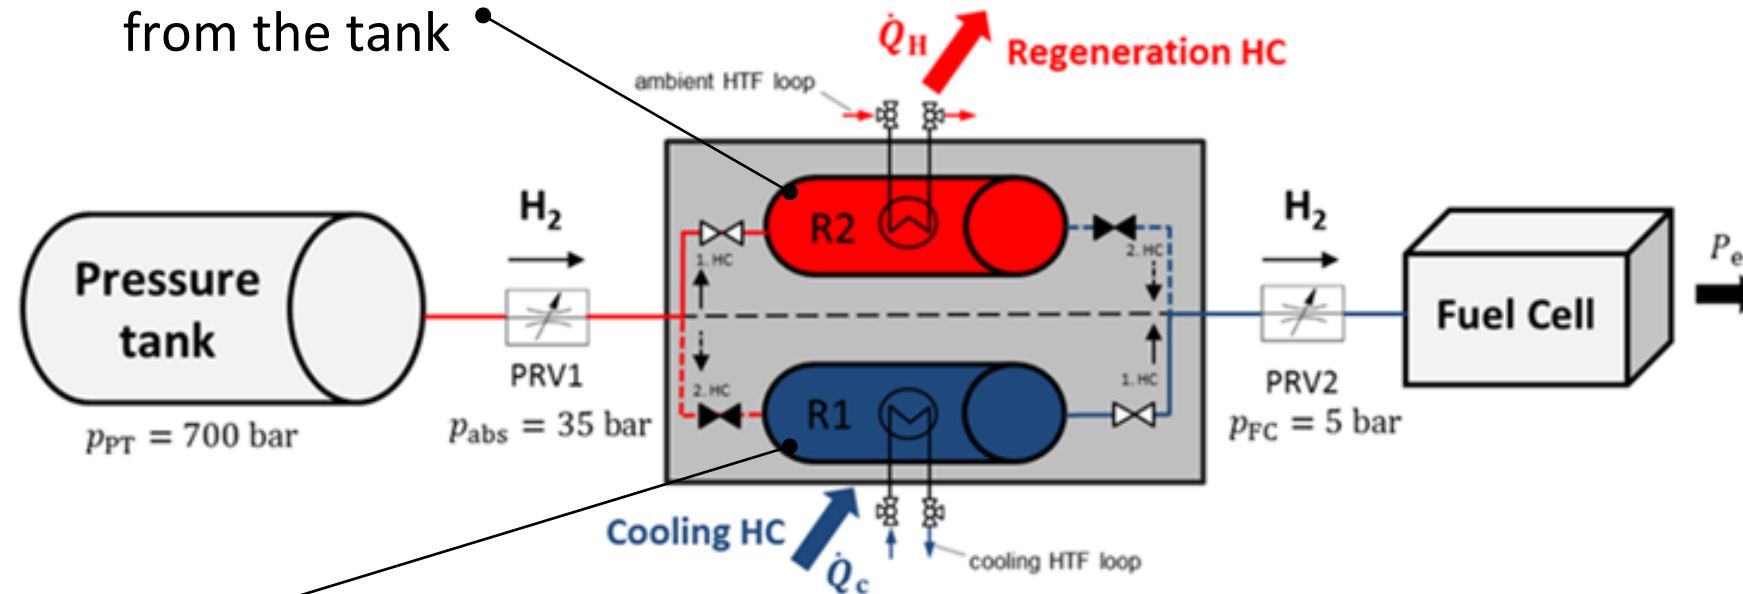 from the tank
Q̇H
Regeneration HC
ambient HTF loop
H2
R2
H2
1. HC
2. HC
Pressure
tank
Fuel Cell
Pe
PRV1
PRV2
2. HC
1. HC
R1
pPT = 700 bar
pabs = 35 bar
pFC = 5 bar
Cooling HC
Q̇c
cooling HTF loop